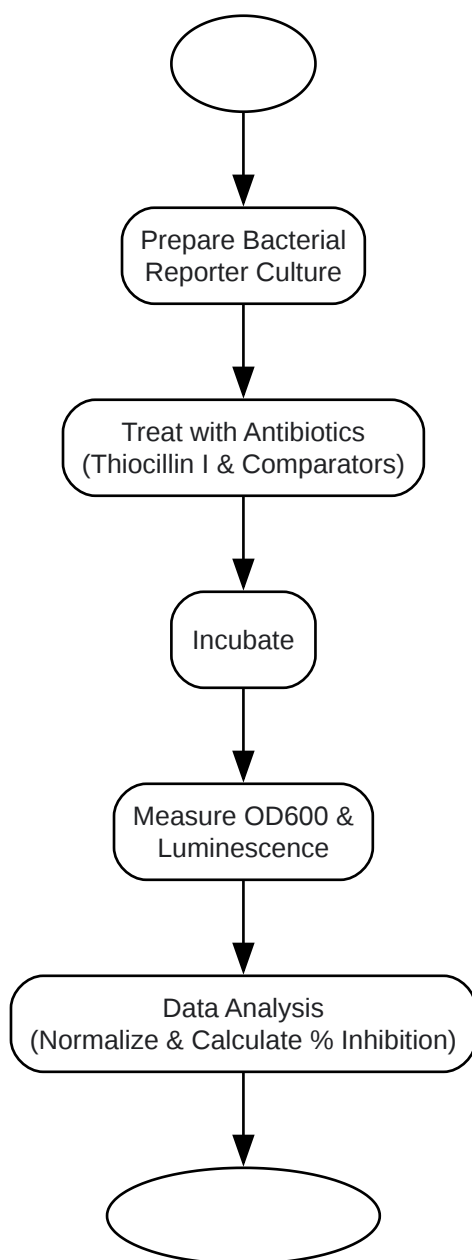 Prepare Bacterial
Reporter Culture
Treat with Antibiotics
(Thiocillin I & Comparators)
Incubate
Measure OD600 &
Luminescence
Data Analysis
(Normalize & Calculate % Inhibition)